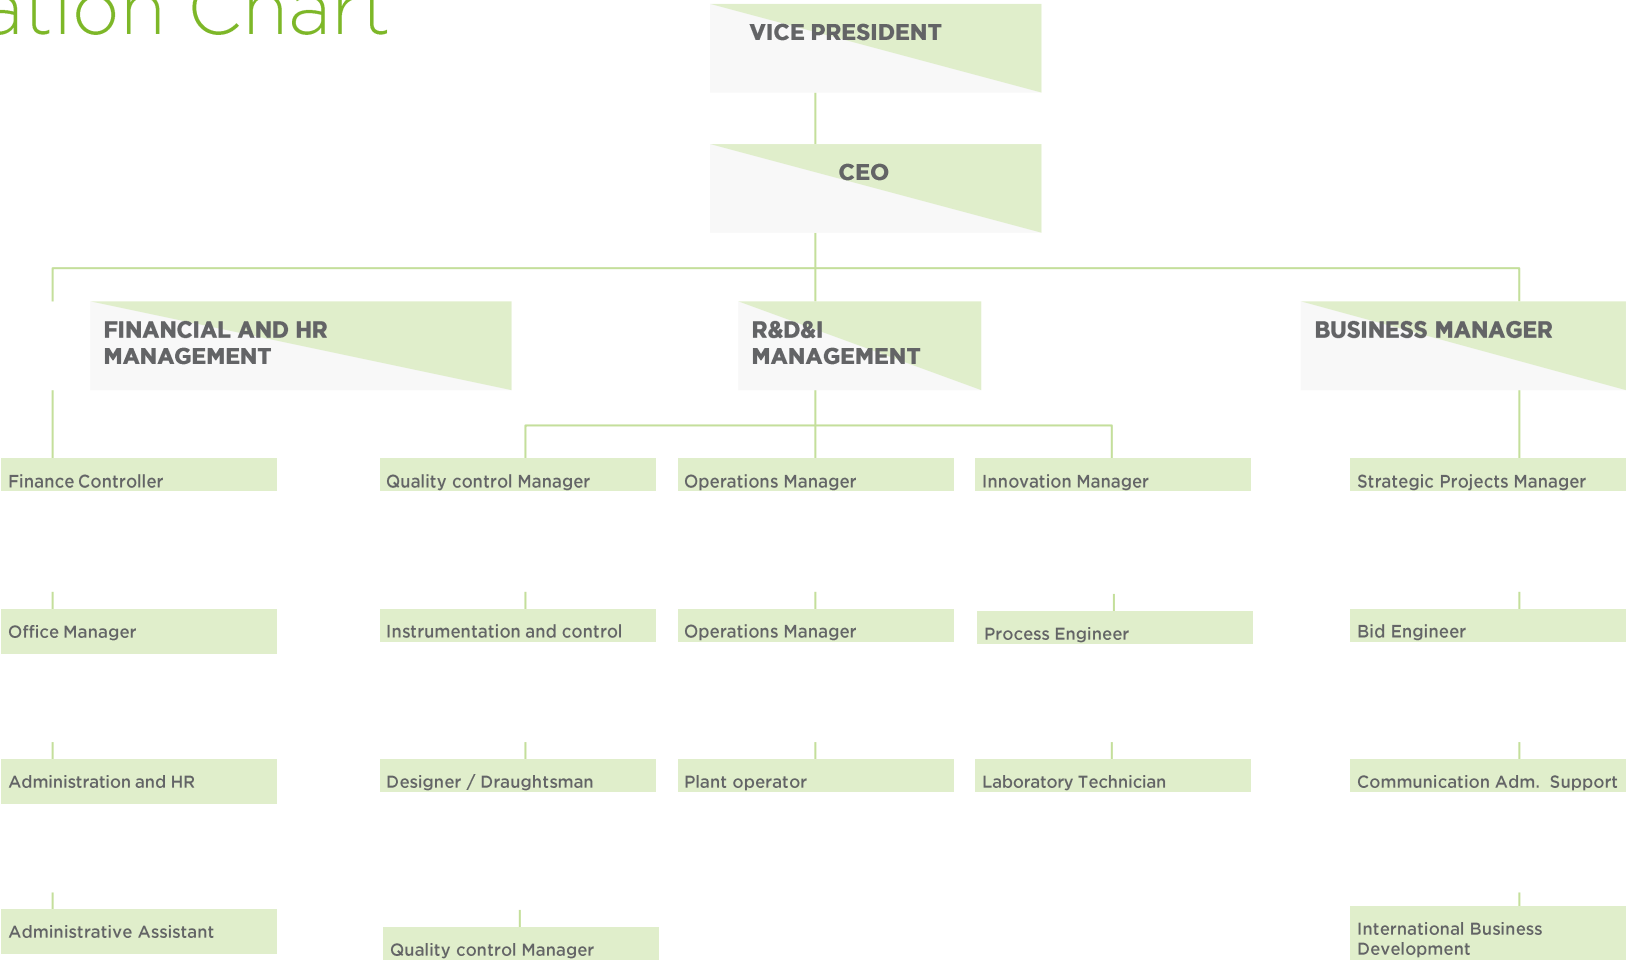 ation Chart
VICE PRESIDENT
CEO
FINANCIAL AND HR
MANAGEMENT
R&D&I
MANAGEMENT
BUSINESS MANAGER
Finance Controller
Quality control Manager
Operations Manager
Innovation Manager
Strategic Projects Manager
Office Manager
Instrumentation and control
Operations Manager
Process Engineer
Bid Engineer
Administration and HR
Designer / Draughtsman
Plant operator
Laboratory Technician
Communication Adm.  Support
Administrative Assistant
Quality control Manager
International Business
Development